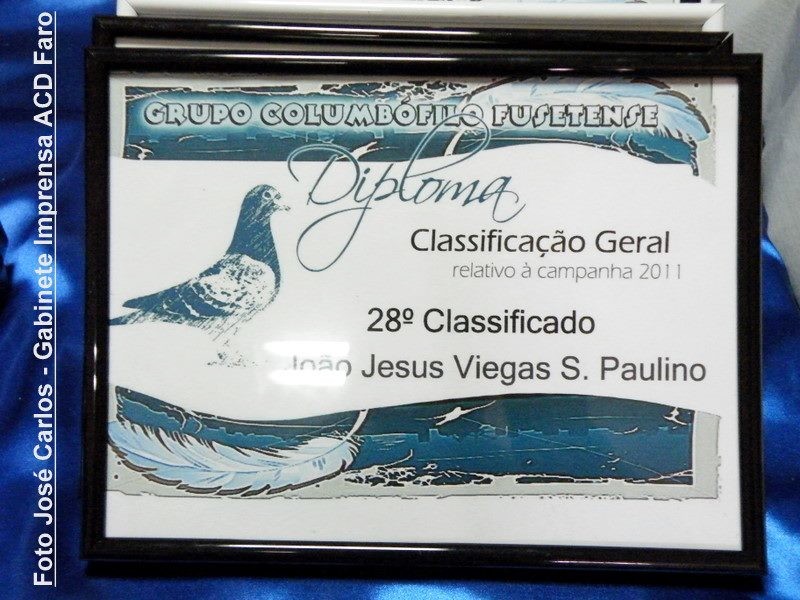 GRUPO COLUMBÓFILO FUSETENSE
Diploma
Classificação Geral
relativo à campanha 2011
28º Classificado
João Jesus Viegas S. Paulino
Foto José Carlos - Gabinete Imprensa ACD Faro